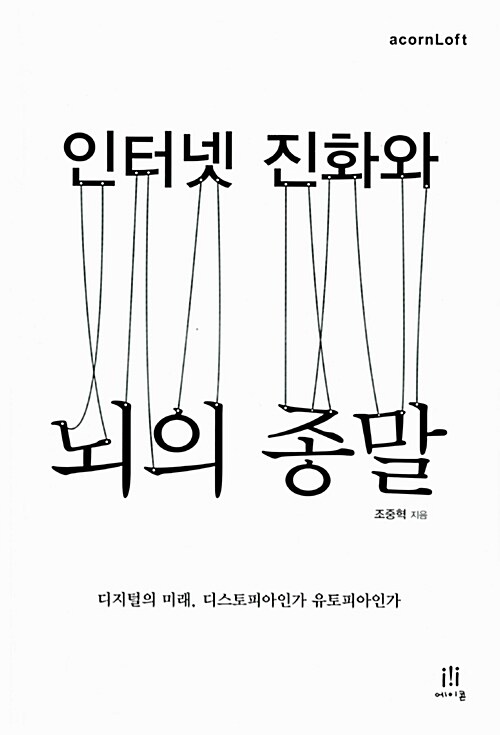 acornLoft
인터넷 진화와
뇌의 종말
조중혁 지음
디지털의 미래, 디스토피아인가 유토피아인가
에이콘